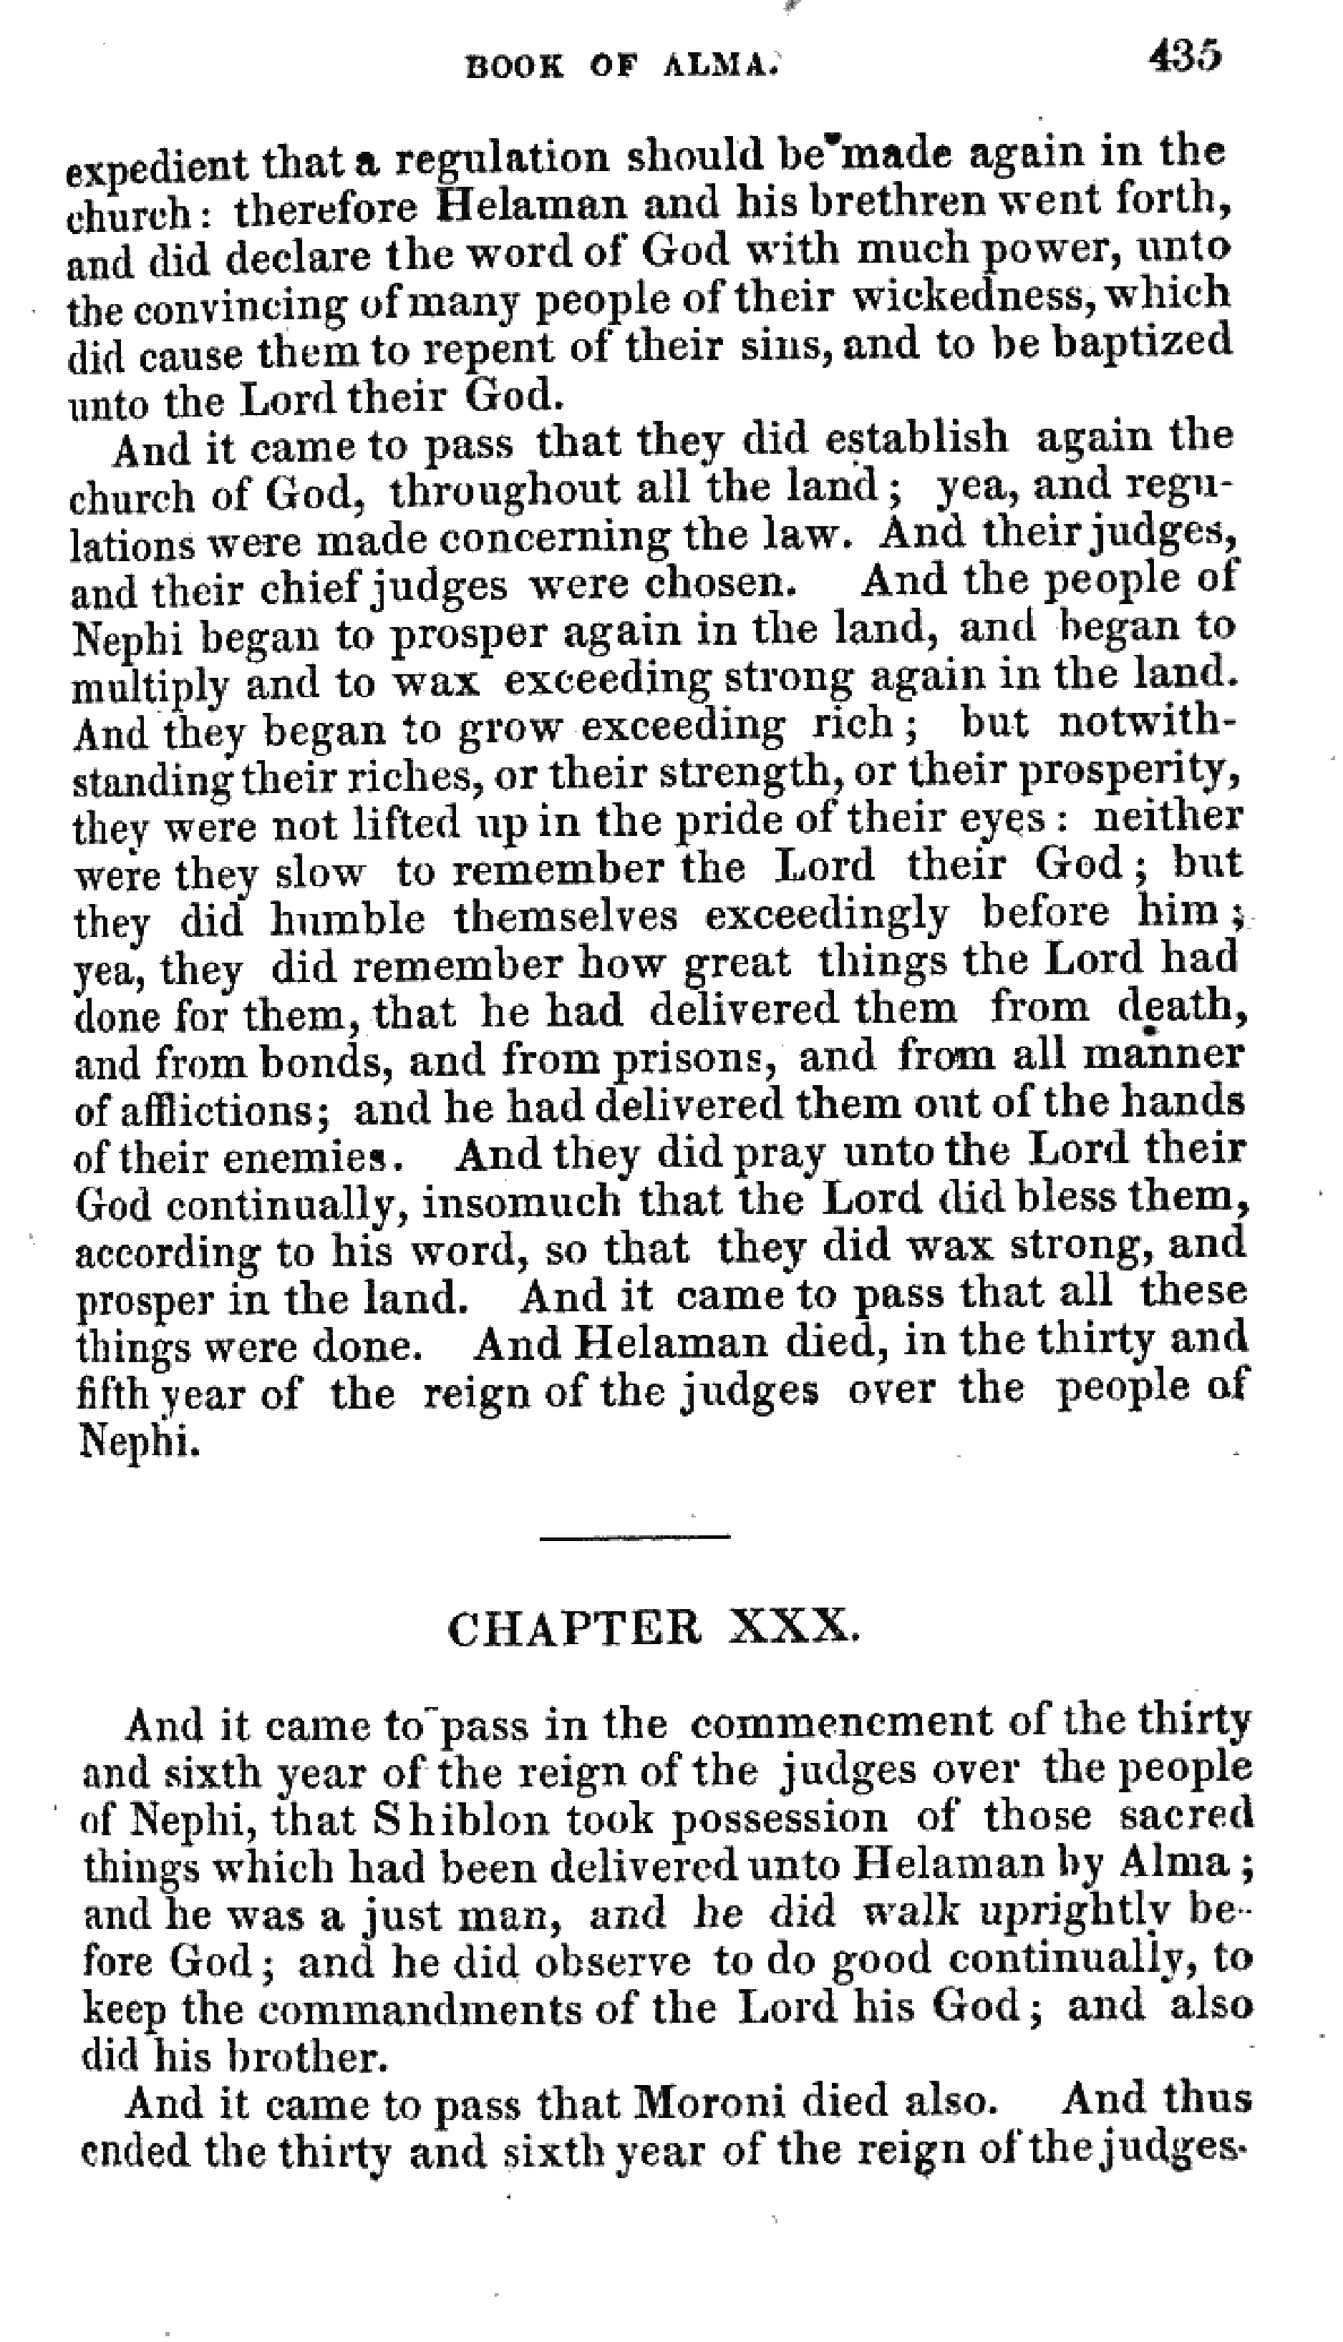 BOOK OF ALMA. 435
expedient that a regulation should be made again in the
church: therefore Helaman and his brethren went forth,
and did declare the word of God with much power, unto
the convincing of many people of their wickedness, which
did cause them to repent of their sins, and to be baptized
unto the Lord their God.
And it came to pass that they did establish again the
church of God, throughout all the land; yea, and regu-
lations were made concerning the law. And their judges,
and their chief judges were chosen. And the people of
Nephi began to prosper again in the land, and began to
multiply and to wax exceeding strong again in the land.
And they began to grow exceeding rich; but notwith-
standing their riches, or their strength, or their prosperity,
they were not lifted up in the pride of their eyes: neither
were they slow to remember the Lord their God; but
they did humble themselves exceedingly before him;
yea, they did remember how great things the Lord had
done for them, that he had delivered them from death,
and from bonds, and from prisons, and from all manner
of afflictions; and he had delivered them out of the hands
of their enemies. And they did pray unto the Lord their
God continually, insomuch that the Lord did bless them,
according to his word, so that they did wax strong, and
prosper in the land. And it came to pass that all these
things were done. And Helaman died, in the thirty and
fifth year of the reign of the judges over the people of
Nephi.
CHAPTER XXX.
And it came to pass in the commencment of the thirty
and sixth year of the reign of the judges over the people
of Nephi, that Shiblon took possession of those sacred
things which had been delivered unto Helaman by Alma;
and he was a just man, and he did walk uprightly be-
fore God; and he did observe to do good continually, to
keep the commandments of the Lord his God; and also
did his brother.
And it came to pass that Moroni died also. And thus
ended the thirty and sixth year of the reign of the judges.